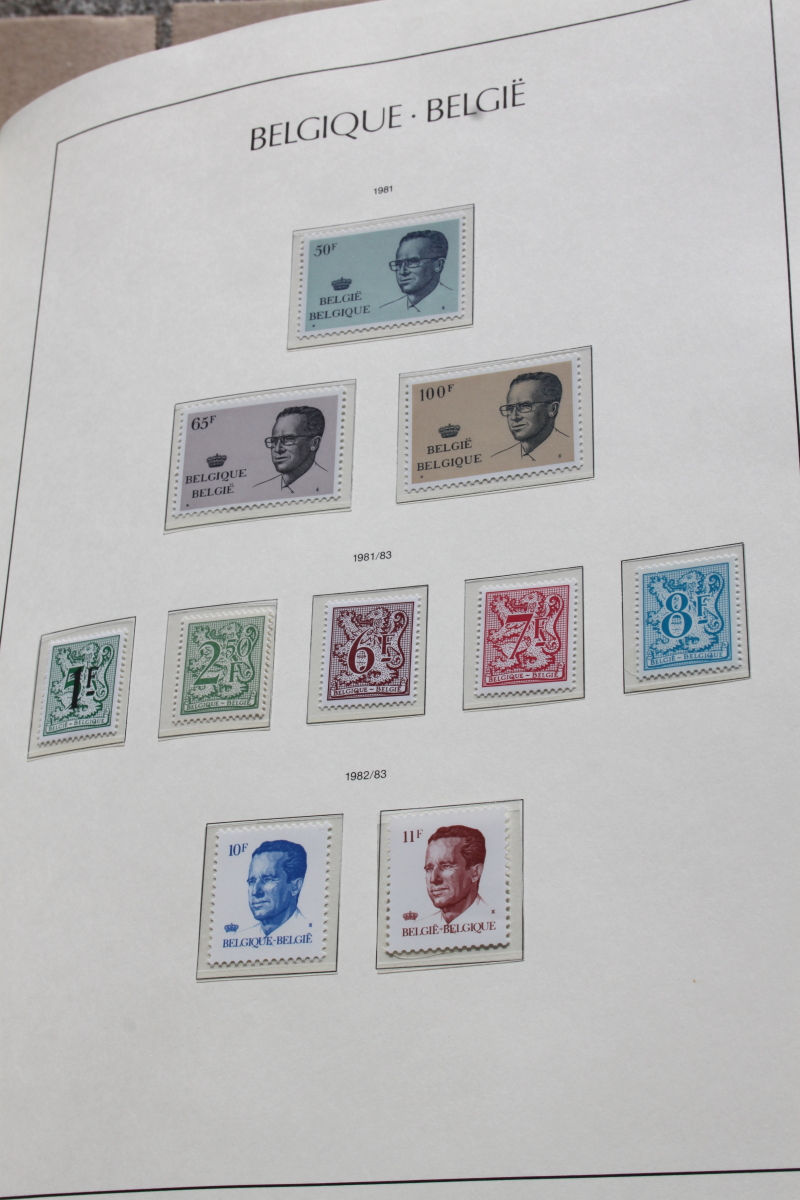 BELGIQUE · BELGIË
1981
50F
BELGIË
BELGIQUE
65F
BELGIQUE
BELGIË
100F
BELGIË
BELGIQUE
1981/83
1F
BELGIË - BELGIQUE
2,50
F
BELGIQUE - BELGIË
6F
BELGIQUE - BELGIË
7F
BELGIQUE - BELGIË
8F
BELGIË - BELGIQUE
1982/83
10F
BELGIQUE-BELGIË
11F
BELGIË-BELGIQUE